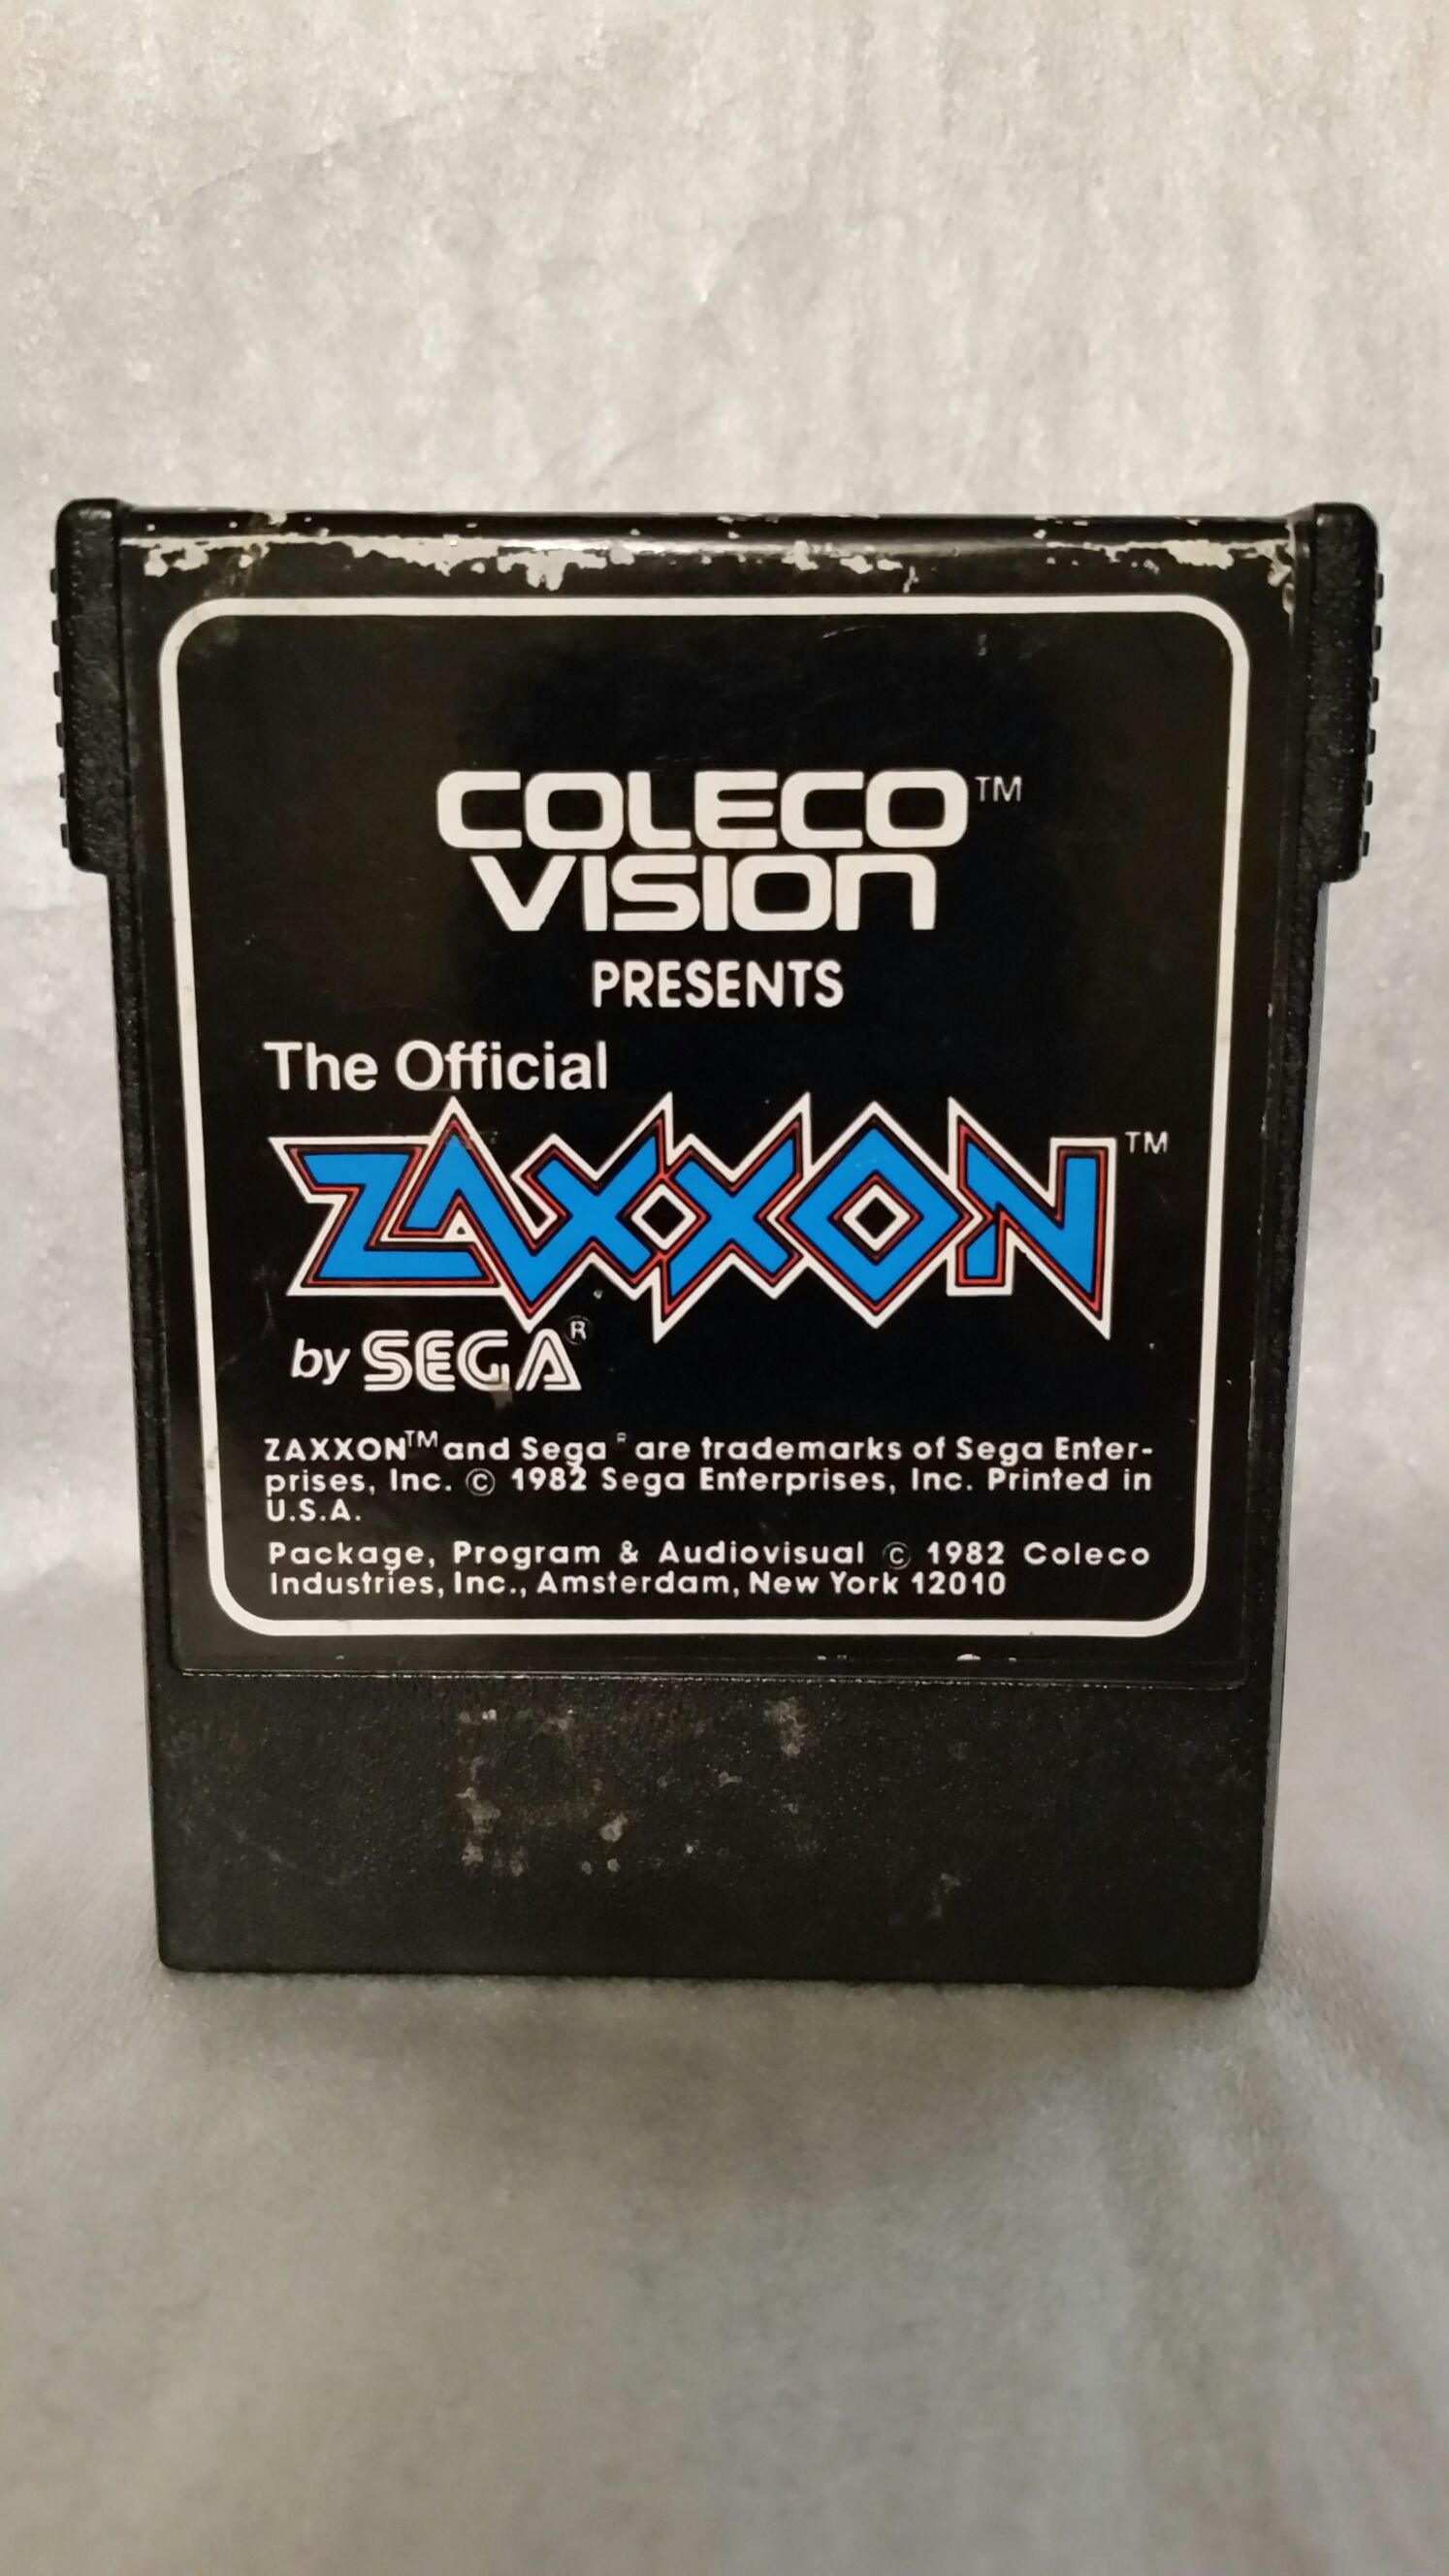 COLECO™
VISION
PRESENTS
The Official
ZAXXON™
by SEGA®
ZAXXON™ and Sega ® are trademarks of Sega Enter-
prises, Inc. © 1982 Sega Enterprises, Inc. Printed in
U.S.A.
Package, Program & Audiovisual © 1982 Coleco
Industries, Inc., Amsterdam, New York 12010